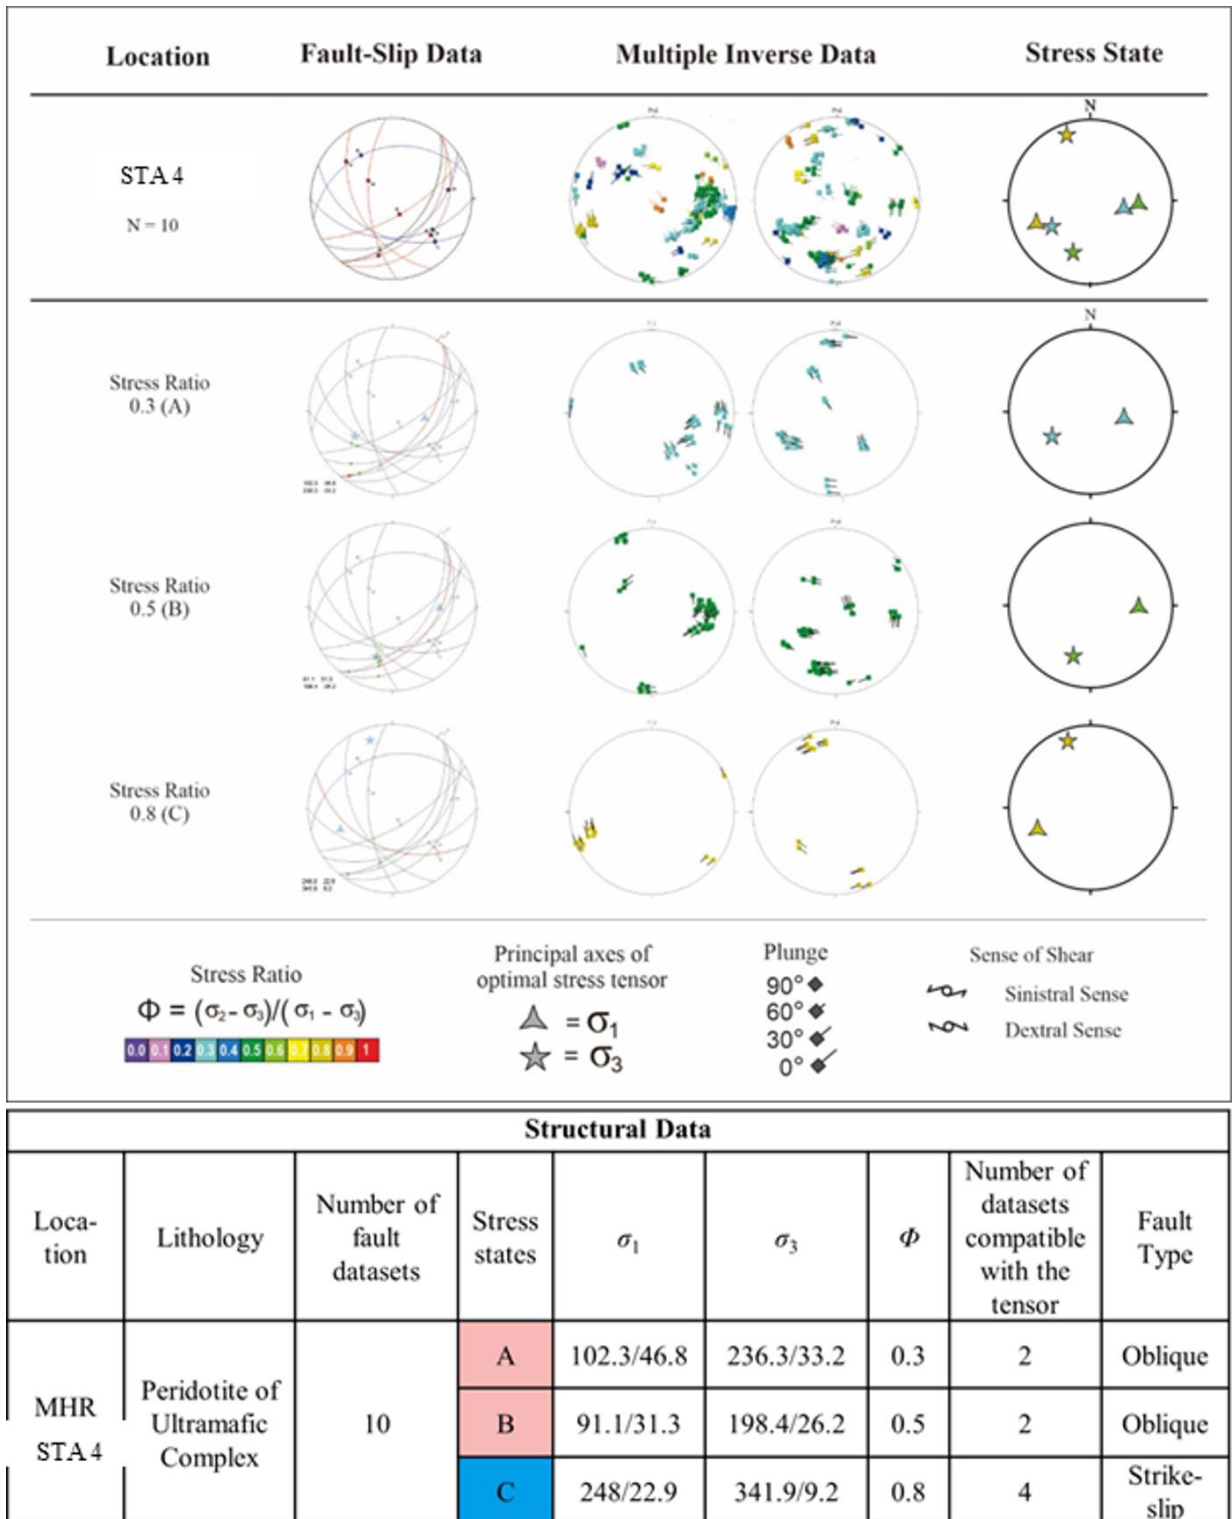 Location Fault-Slip Data Multiple Inverse Data Stress State
STA 4
N = 10
N
N
N
Stress Ratio
0.3 (A)
N
N
Stress Ratio
0.5 (B)
N
Stress Ratio
0.8 (C)
N
Stress Ratio
Φ = (σ2 - σ3)/( σ1 - σ3)
0.0 0.1 0.2 0.3 0.4 0.5 0.6 0.7 0.8 0.9 1
Principal axes of
optimal stress tensor
= σ1
= σ3
Plunge
90°
60°
30°
0°
Sense of Shear
Sinistral Sense
Dextral Sense
Structural Data
Loca-
tion
Lithology
Number of
fault
datasets
Stress
states
σ1
σ3
Φ
Number of
datasets
compatible
with the
tensor
Fault
Type
MHR
STA 4
Peridotite of
Ultramafic
Complex
10
A 102.3/46.8 236.3/33.2 0.3 2 Oblique
B 91.1/31.3 198.4/26.2 0.5 2 Oblique
C 248/22.9 341.9/9.2 0.8 4 Strike-
slip